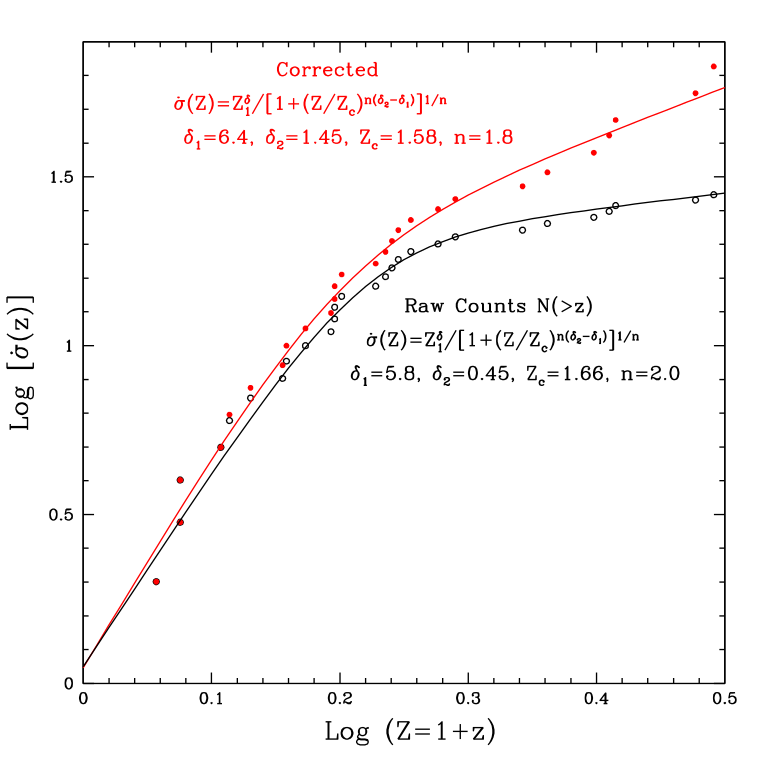 Corrected
σ̇(Z)=Z₁^δ/[1+(Z/Z_c)^n(δ₂−δ₁)]^1/n
δ₁=6.4, δ₂=1.45, Z_c=1.58, n=1.8
Log [σ̇(z)]
1.5
1
0.5
0
Raw Counts N(>z)
σ̇(Z)=Z₁^δ/[1+(Z/Z_c)^n(δ₂−δ₁)]^1/n
δ₁=5.8, δ₂=0.45, Z_c=1.66, n=2.0
0 0.1 0.2 0.3 0.4 0.5
Log (Z=1+z)